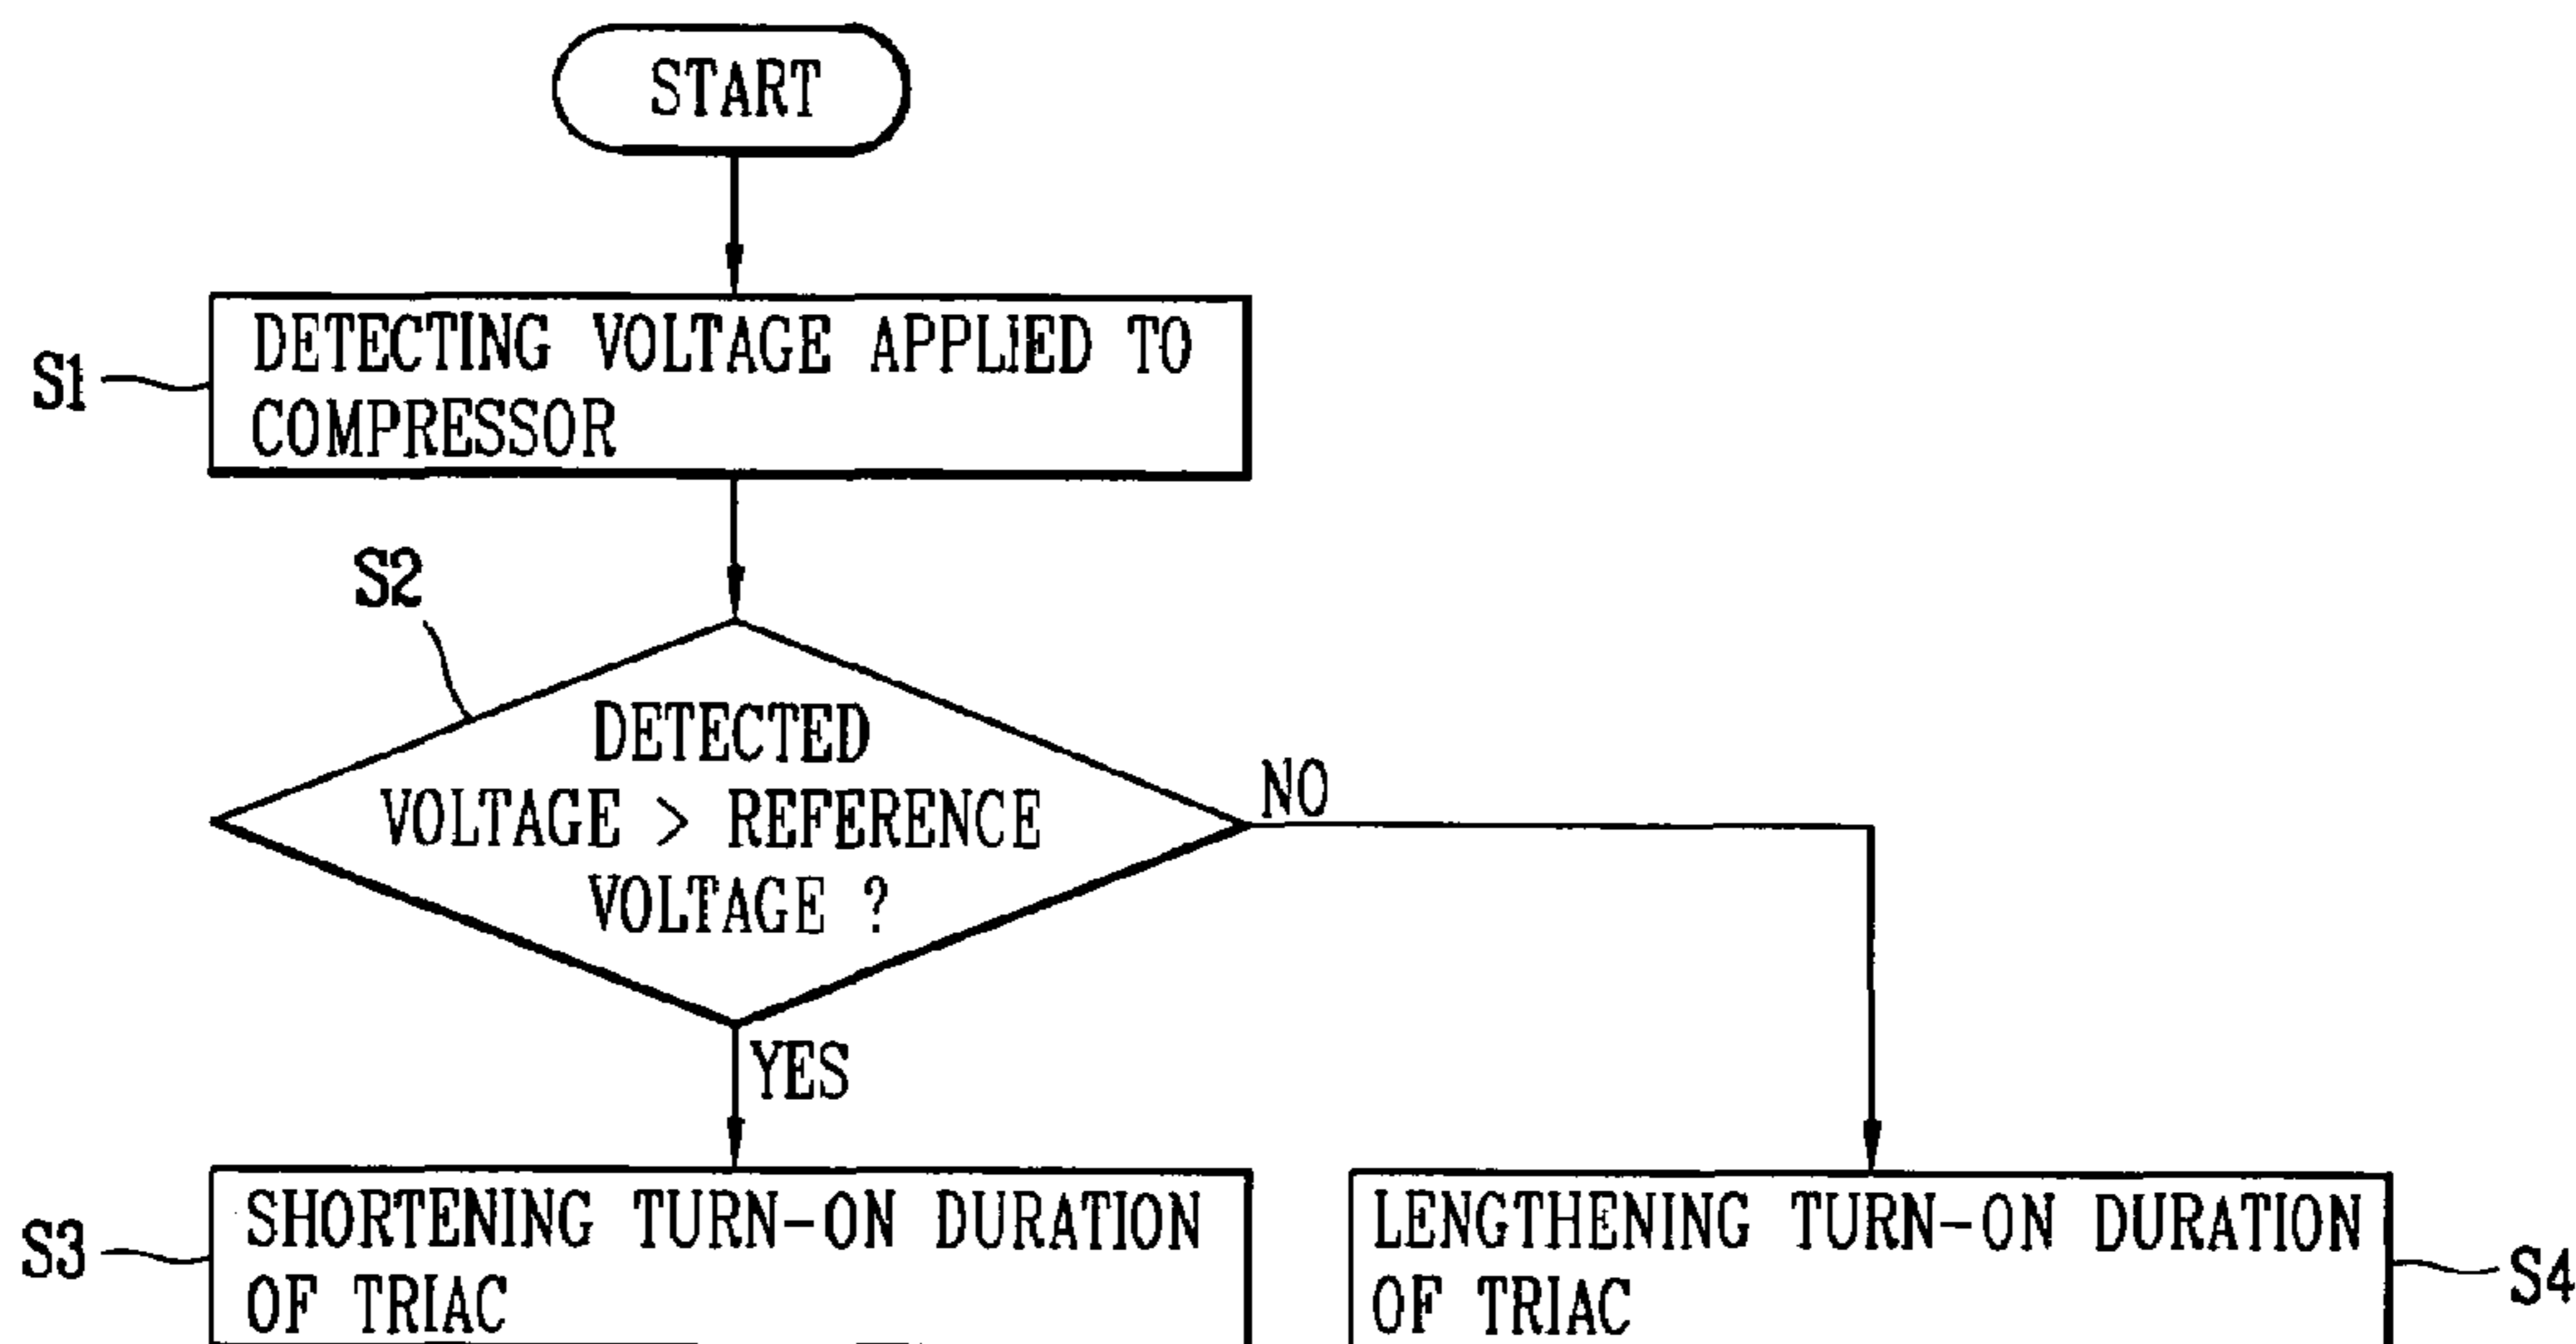 START
S1
DETECTING VOLTAGE APPLIED TO
COMPRESSOR
S2
DETECTED
VOLTAGE > REFERENCE
VOLTAGE ?
NO
YES
S3
SHORTENING TURN-ON DURATION
OF TRIAC
LENGTHENING TURN-ON DURATION
OF TRIAC
S4